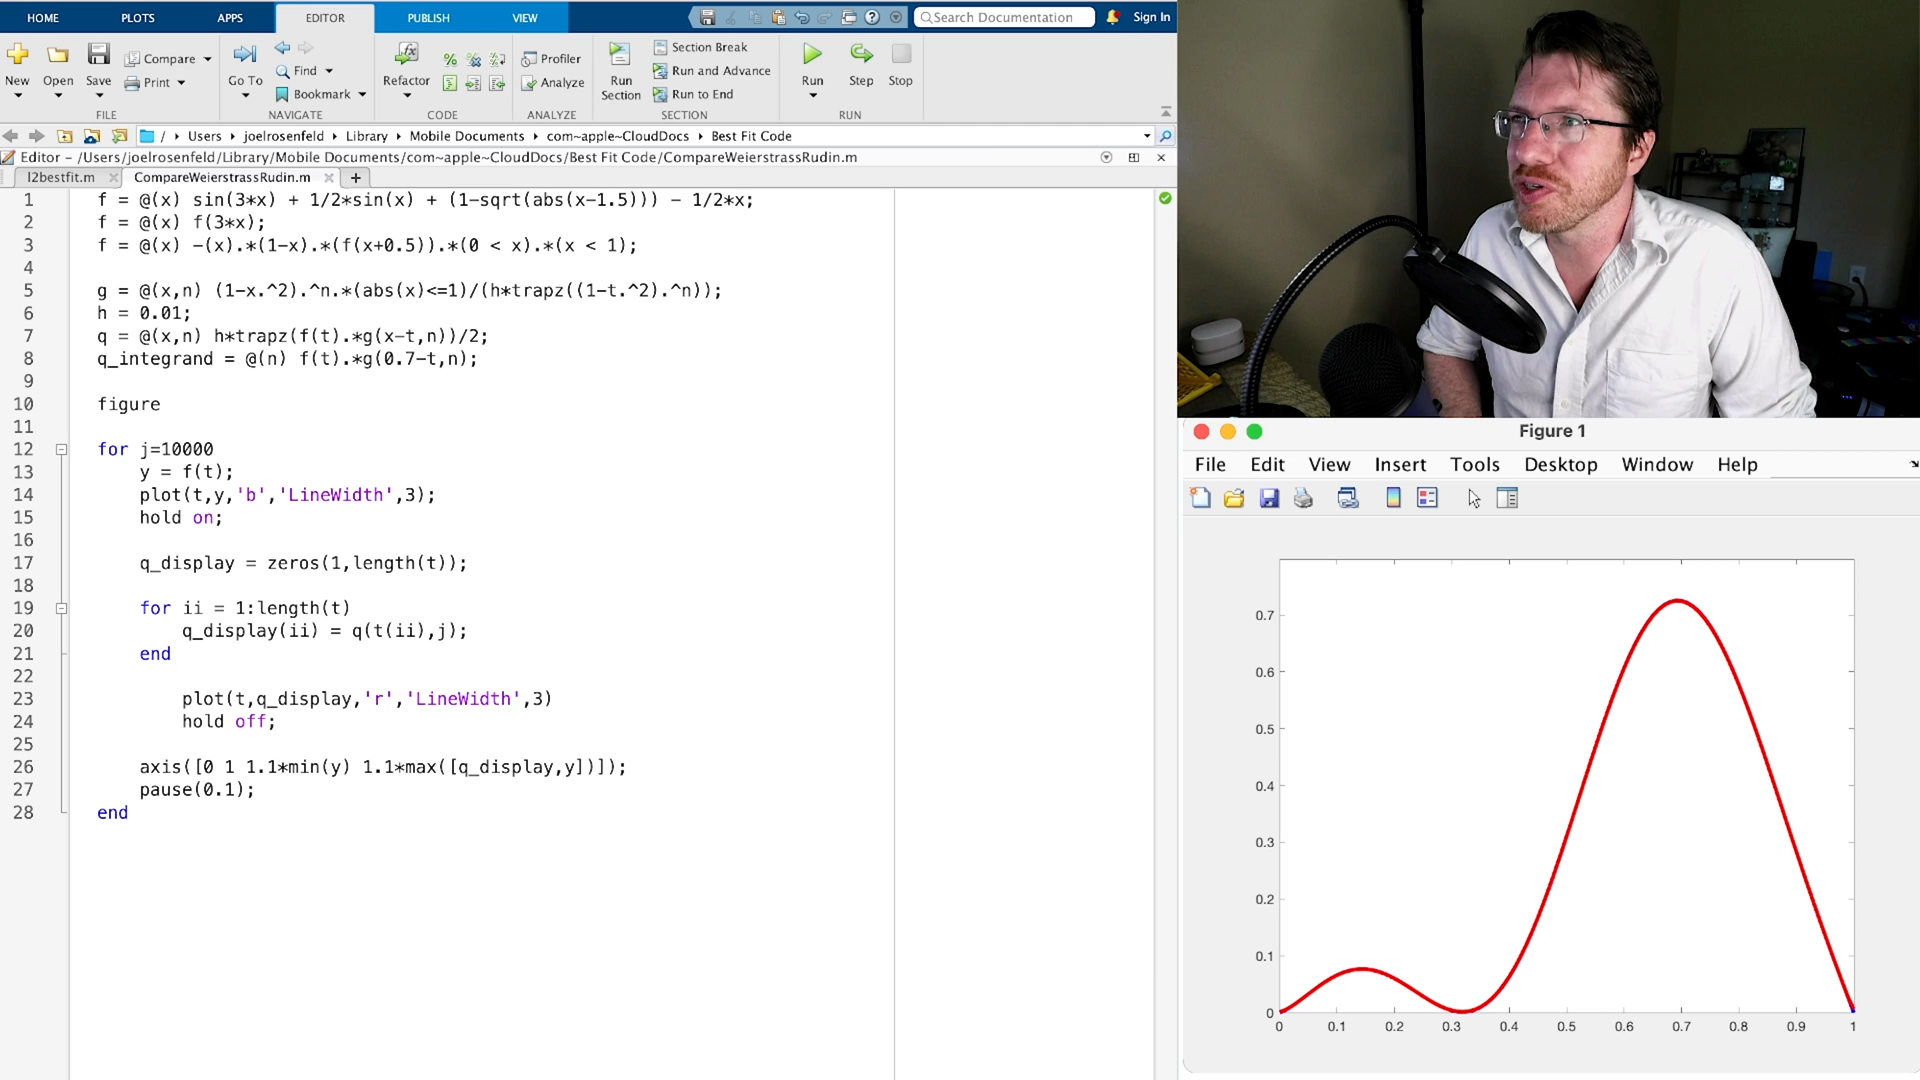 HOME PLOTS APPS EDITOR PUBLISH VIEW Search Documentation Sign In
New Open Save Compare Print Go To Find Bookmark Refactor Profiler Analyze Run Section Section Break Run and Advance Run to End Run Step Stop
FILE NAVIGATE CODE ANALYZE SECTION RUN
/ Users joelrosenfeld Library Mobile Documents com~apple~CloudDocs Best Fit Code
Editor - /Users/joelrosenfeld/Library/Mobile Documents/com~apple~CloudDocs/Best Fit Code/CompareWeierstrassRudin.m
l2bestfit.m CompareWeierstrassRudin.m
1 f = @(x) sin(3*x) + 1/2*sin(x) + (1-sqrt(abs(x-1.5))) - 1/2*x;
2 f = @(x) f(3*x);
3 f = @(x) -(x).*(1-x).*(f(x+0.5)).*(0 < x).*(x < 1);
4
5 g = @(x,n) (1-x.^2).^n.*(abs(x)<=1)/(h*trapz((1-t.^2).^n));
6 h = 0.01;
7 q = @(x,n) h*trapz(f(t).*g(x-t,n))/2;
8 q_integrand = @(n) f(t).*g(0.7-t,n);
9
10 figure
11
12 for j=10000
13 y = f(t);
14 plot(t,y,'b','LineWidth',3);
15 hold on;
16
17 q_display = zeros(1,length(t));
18
19 for ii = 1:length(t)
20 q_display(ii) = q(t(ii),j);
21 end
22
23 plot(t,q_display,'r','LineWidth',3)
24 hold off;
25
26 axis([0 1 1.1*min(y) 1.1*max([q_display,y])]);
27 pause(0.1);
28 end
Figure 1
File Edit View Insert Tools Desktop Window Help
0.7
0.6
0.5
0.4
0.3
0.2
0.1
0
0 0.1 0.2 0.3 0.4 0.5 0.6 0.7 0.8 0.9 1